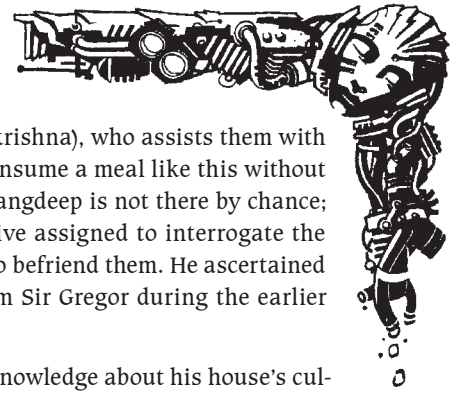 krishna), who assists them with
nsume a meal like this without
angdeep is not there by chance;
ive assigned to interrogate the
o befriend them. He ascertained
m Sir Gregor during the earlier
nowledge about his house's cul-